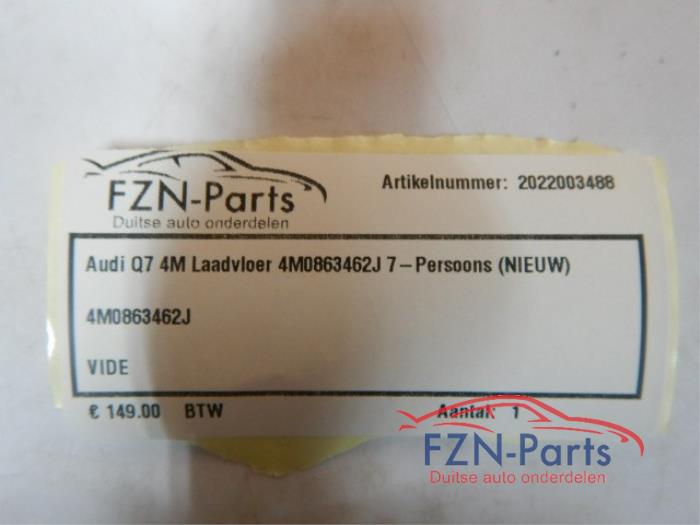 FZN-Parts
Duitse auto onderdelen
Artikelnummer: 2022003488
Audi Q7 4M Laadvloer 4M0863462J 7-Persoons (NIEUW)
4M0863462J
VIDE
€ 149.00 BTW
Aantal: 1
FZN-Parts
Duitse auto onderdelen